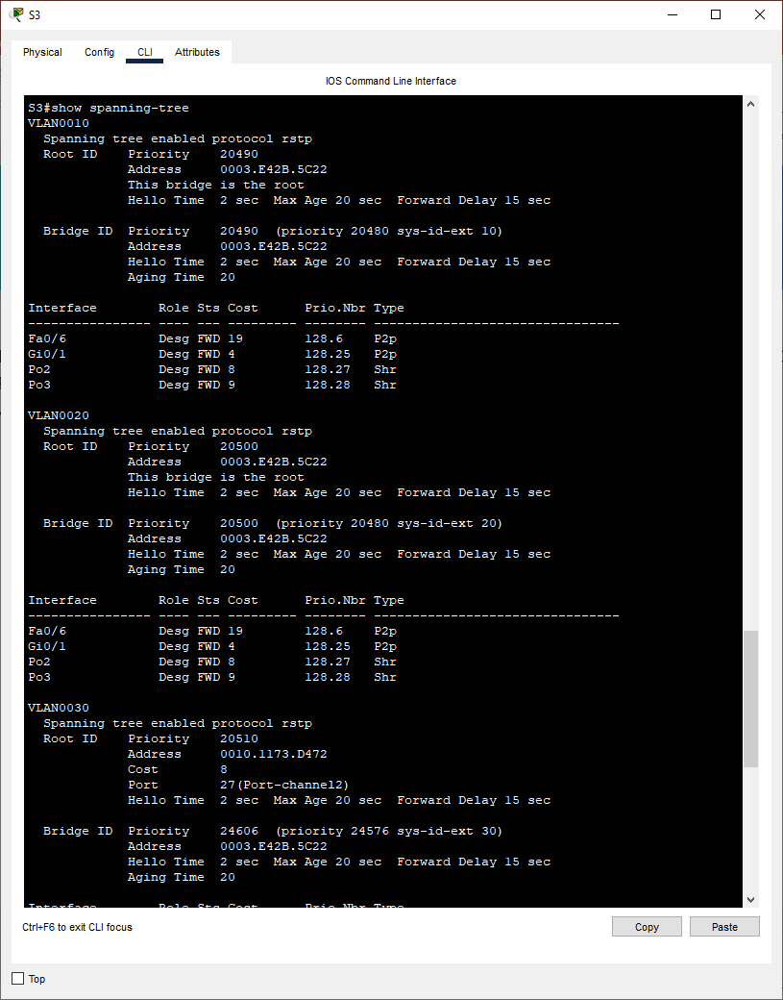 S3
Physical Config CLI Attributes
IOS Command Line Interface
S3#show spanning-tree
VLAN0010
  Spanning tree enabled protocol rstp
  Root ID    Priority    20490
             Address     0003.E42B.5C22
             This bridge is the root
             Hello Time  2 sec  Max Age 20 sec  Forward Delay 15 sec

  Bridge ID  Priority    20490  (priority 20480 sys-id-ext 10)
             Address     0003.E42B.5C22
             Hello Time  2 sec  Max Age 20 sec  Forward Delay 15 sec
             Aging Time  20

Interface        Role Sts Cost      Prio.Nbr Type
---------------- ---- --- --------- -------- --------------------------------
Fa0/6            Desg FWD 19        128.6    P2p
Gi0/1            Desg FWD 4         128.25   P2p
Po2              Desg FWD 8         128.27   Shr
Po3              Desg FWD 9         128.28   Shr

VLAN0020
  Spanning tree enabled protocol rstp
  Root ID    Priority    20500
             Address     0003.E42B.5C22
             This bridge is the root
             Hello Time  2 sec  Max Age 20 sec  Forward Delay 15 sec

  Bridge ID  Priority    20500  (priority 20480 sys-id-ext 20)
             Address     0003.E42B.5C22
             Hello Time  2 sec  Max Age 20 sec  Forward Delay 15 sec
             Aging Time  20

Interface        Role Sts Cost      Prio.Nbr Type
---------------- ---- --- --------- -------- --------------------------------
Fa0/6            Desg FWD 19        128.6    P2p
Gi0/1            Desg FWD 4         128.25   P2p
Po2              Desg FWD 8         128.27   Shr
Po3              Desg FWD 9         128.28   Shr

VLAN0030
  Spanning tree enabled protocol rstp
  Root ID    Priority    20510
             Address     0010.1173.D472
             Cost        8
             Port        27(Port-channel2)
             Hello Time  2 sec  Max Age 20 sec  Forward Delay 15 sec

  Bridge ID  Priority    24606  (priority 24576 sys-id-ext 30)
             Address     0003.E42B.5C22
             Hello Time  2 sec  Max Age 20 sec  Forward Delay 15 sec
             Aging Time  20

Interface        Role Sts Cost      Prio.Nbr Type
Ctrl+F6 to exit CLI focus
Copy Paste
Top